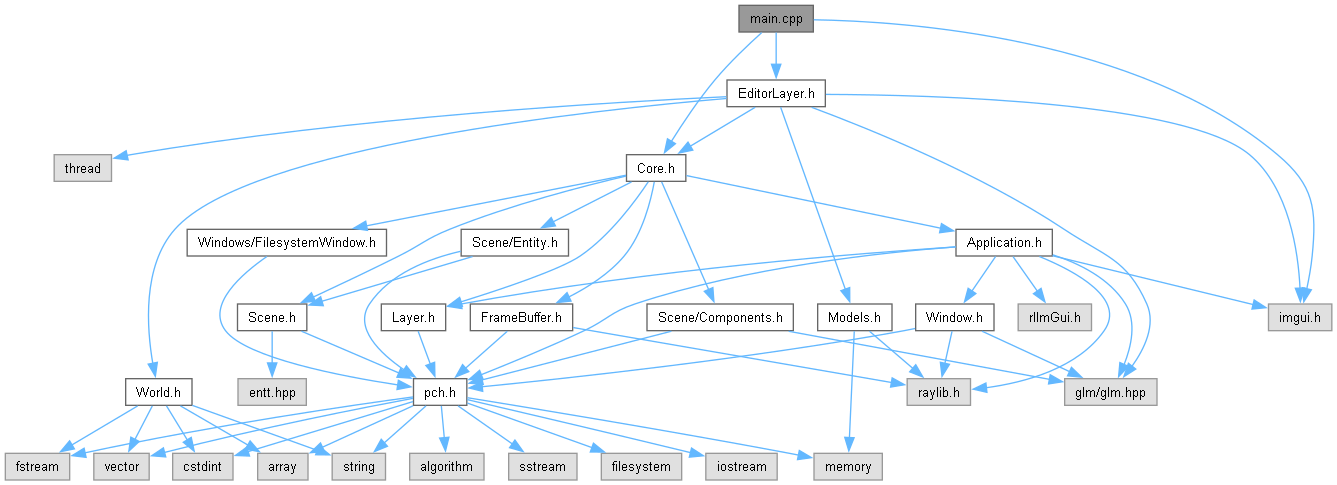 main.cpp
EditorLayer.h
thread
Core.h
Windows/FilesystemWindow.h
Scene/Entity.h
Application.h
Scene.h
Layer.h
FrameBuffer.h
Scene/Components.h
Models.h
Window.h
rlImGui.h
imgui.h
World.h
entt.hpp
pch.h
raylib.h
glm/glm.hpp
fstream
vector
cstdint
array
string
algorithm
sstream
filesystem
iostream
memory